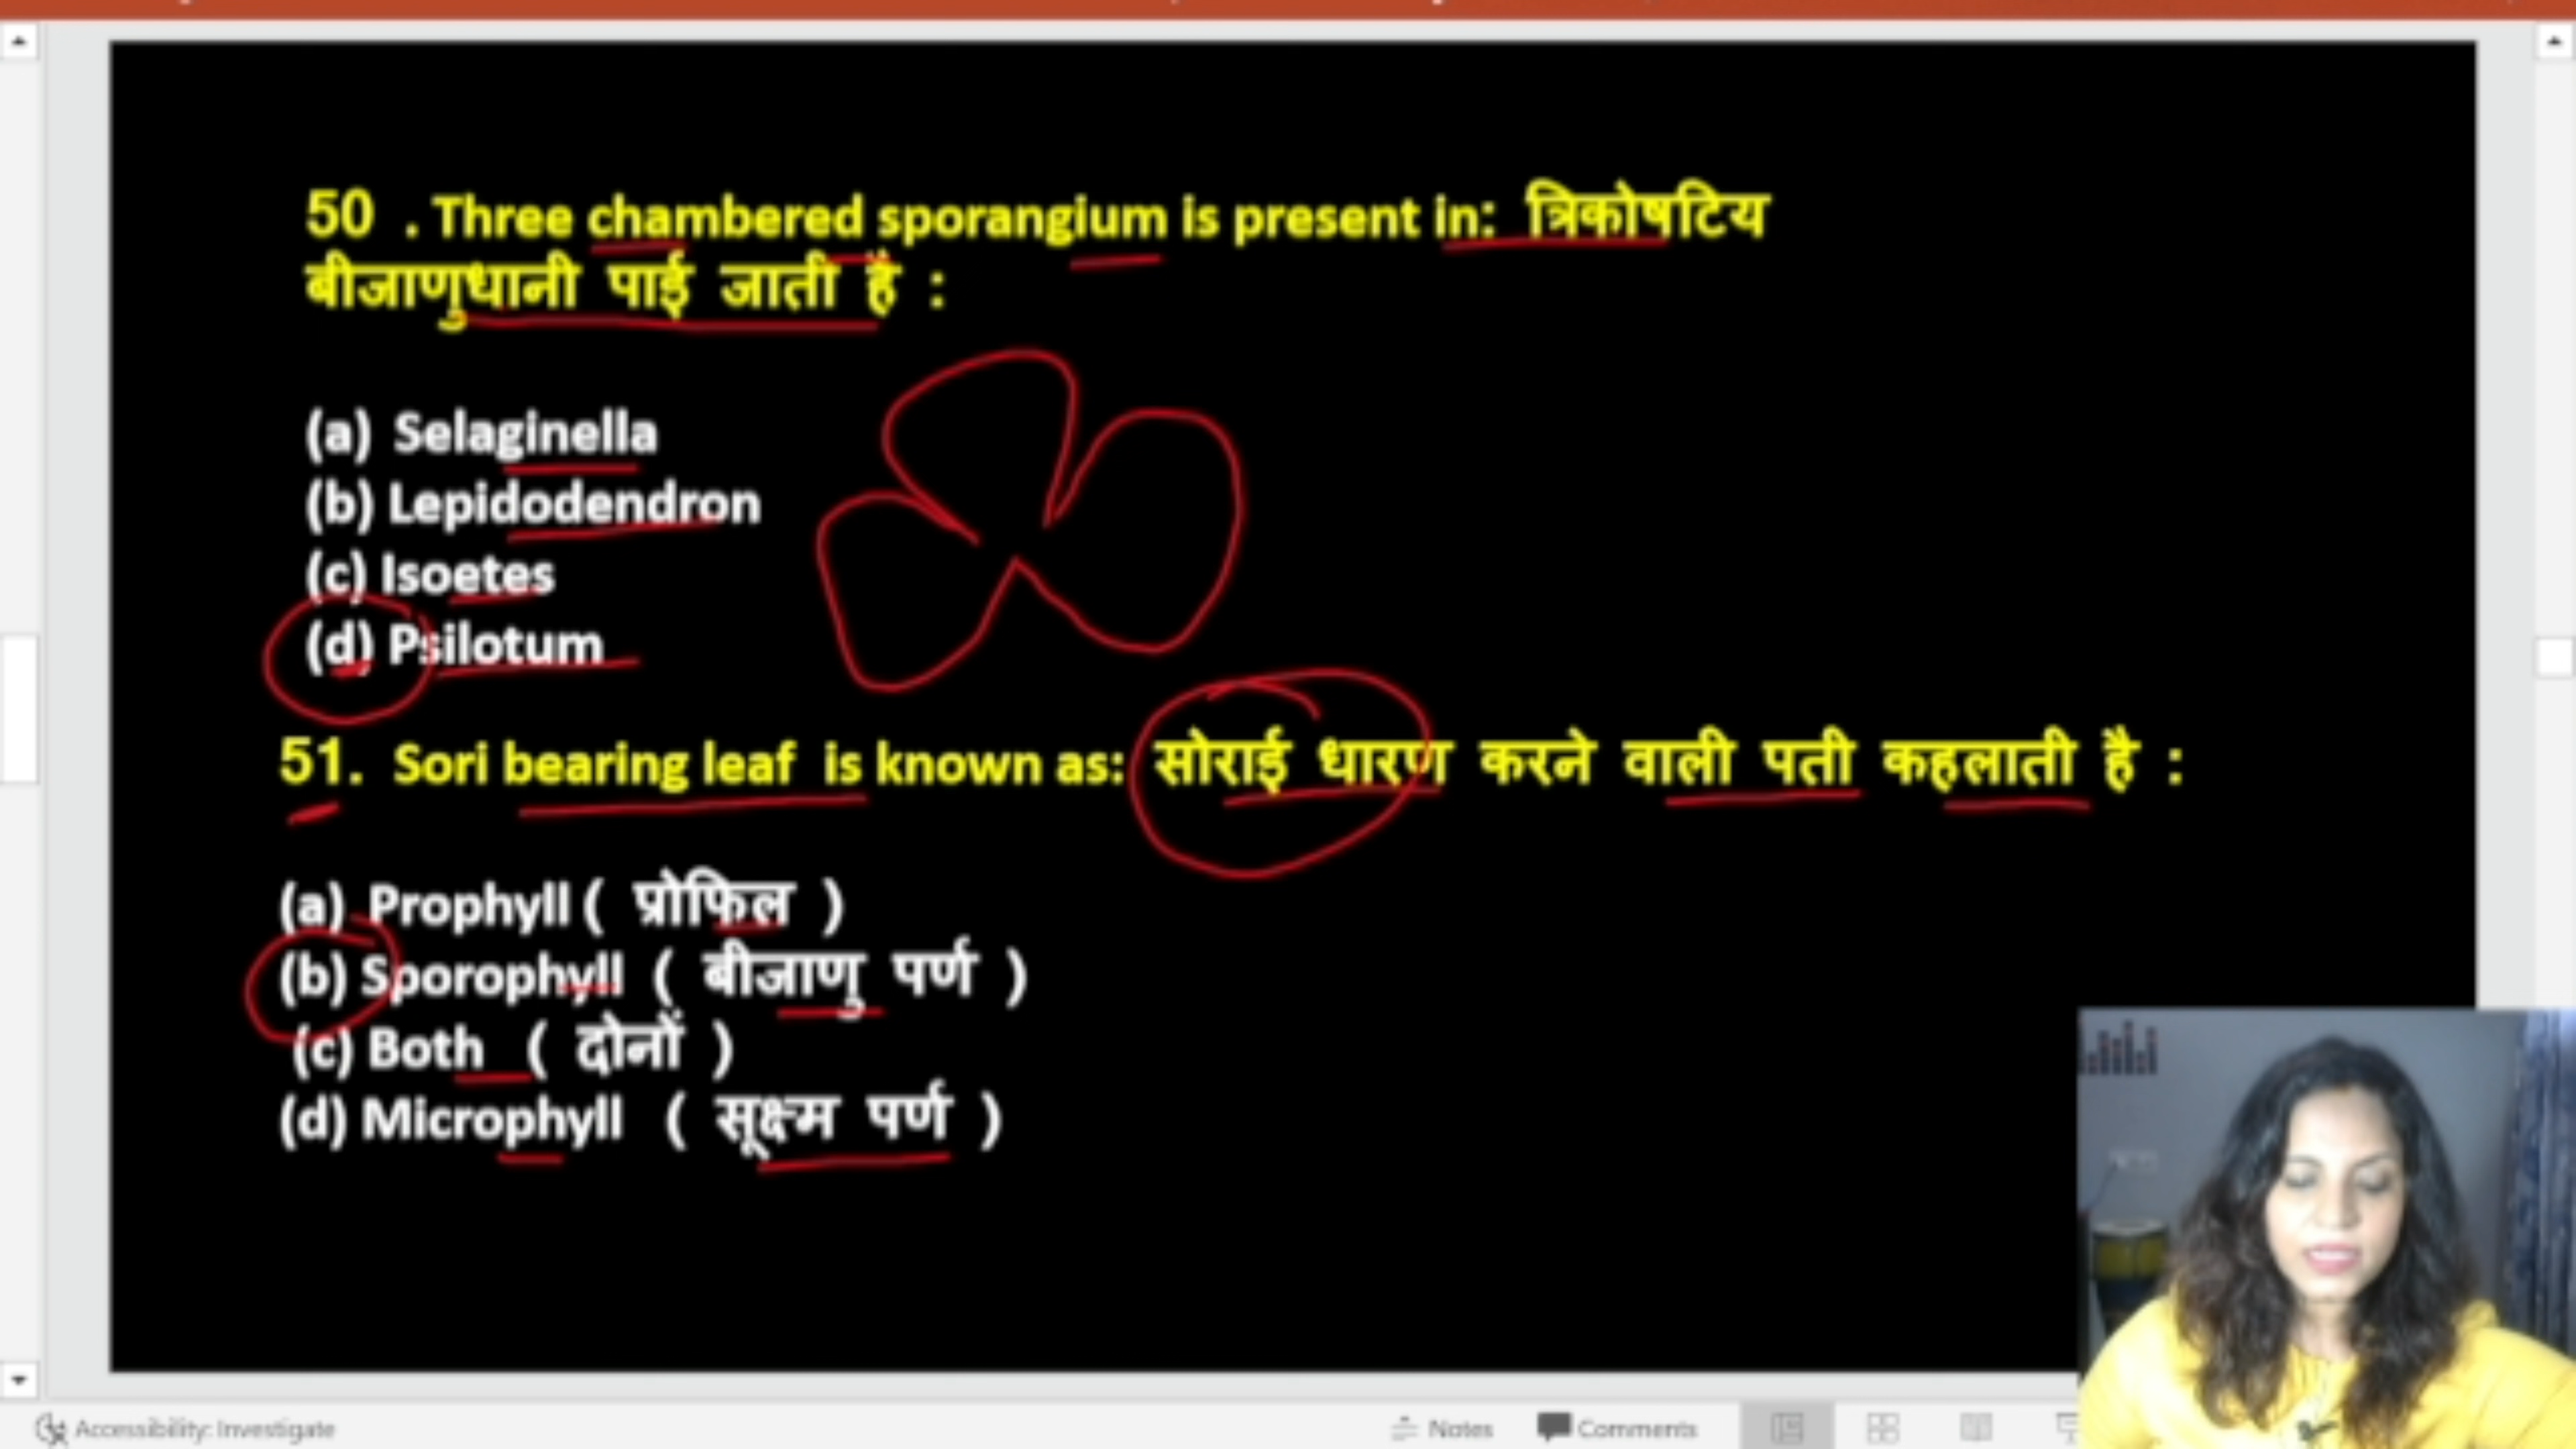 50 . Three chambered sporangium is present in: त्रिकोषटिय
बीजाणुधानी पाई जाती है :
(a) Selaginella
(b) Lepidodendron
(c) Isoetes
(d) Psilotum
51. Sori bearing leaf is known as: सोराई धारण करने वाली पती कहलाती है :
(a) Prophyll ( प्रोफिल )
(b) Sporophyll ( बीजाणु पर्ण )
(c) Both ( दोनों )
(d) Microphyll ( सूक्ष्म पर्ण )
Accessibility: Investigate
Notes
Comments